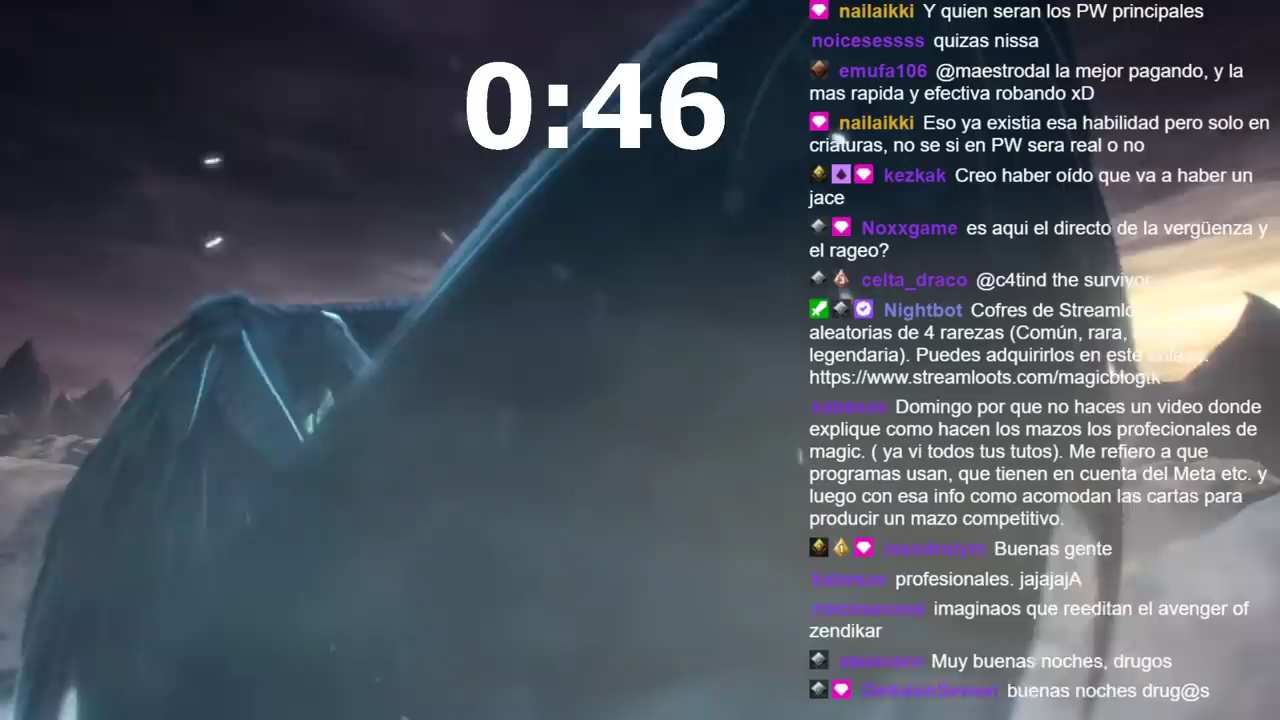 0:46
nailaikki Y quien seran los PW principales
noicesessss quizas nissa
emufa106 @maestrodal la mejor pagando, y la
mas rapida y efectiva robando xD
nailaikki Eso ya existia esa habilidad pero solo en
criaturas, no se si en PW sera real o no
kezkak Creo haber oído que va a haber un
jace
Noxxgame es aqui el directo de la vergüenza y
el rageo?
celta_draco @c4tind the survivor
Nightbot Cofres de
aleatorias de 4 rarezas (Común, rara,
legendaria). Puedes adquirirlos en este
https://www.streamloots.com/magicblogtk
Domingo por que no haces un video donde
explique como hacen los mazos los profecionales de
magic. ( ya vi todos tus tutos). Me refiero a que
programas usan, que tienen en cuenta del Meta etc. y
luego con esa info como acomodan las cartas para
producir un mazo competitivo.
Buenas gente
profesionales. jajajajA
noicesessss imaginaos que reeditan el avenger of
zendikar
Muy buenas noches, drugos
buenas noches drug@s